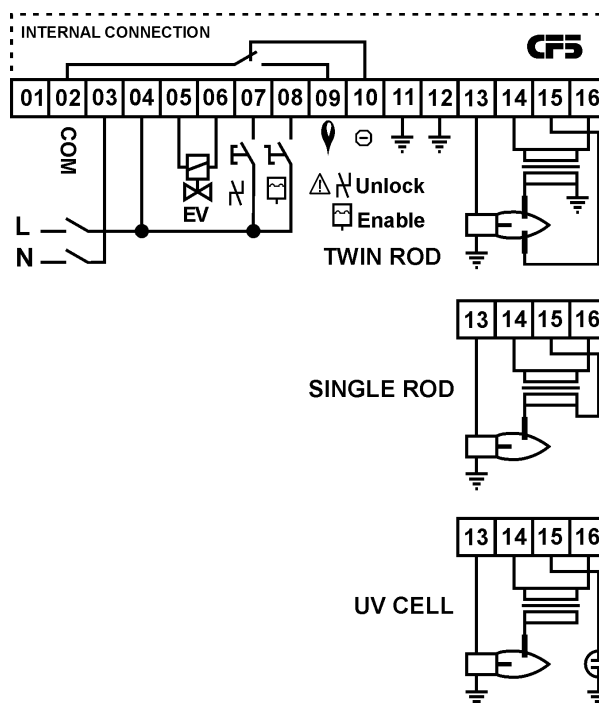 INTERNAL CONNECTION
CF5
01 02 03 04 05 06 07 08 09 10 11 12 13 14 15 16
COM
EV
Unlock
Enable
L
N
TWIN ROD
13 14 15 16
SINGLE ROD
13 14 15 16
UV CELL